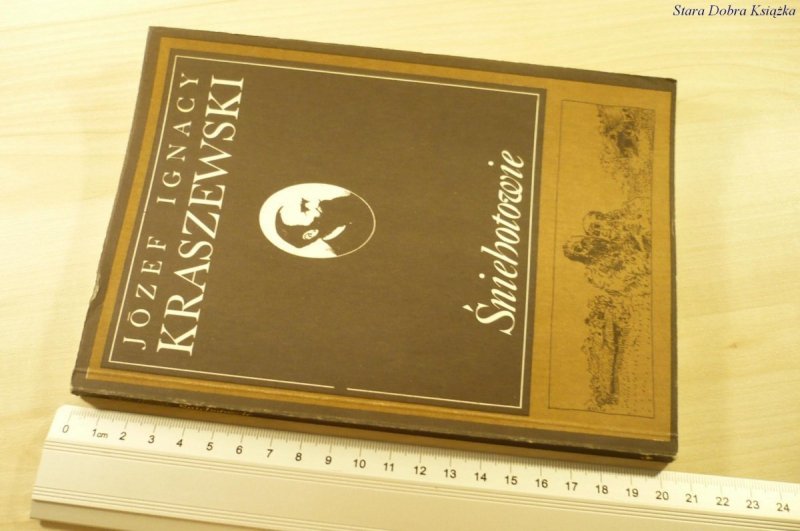 Stara Dobra Książka
JÓZEF IGNACY
KRASZEWSKI
Śniehotowie
0 1cm 2 3 4 5 6 7 8 9 10 11 12 13 14 15 16 17 18 19 20 21 22 23 24